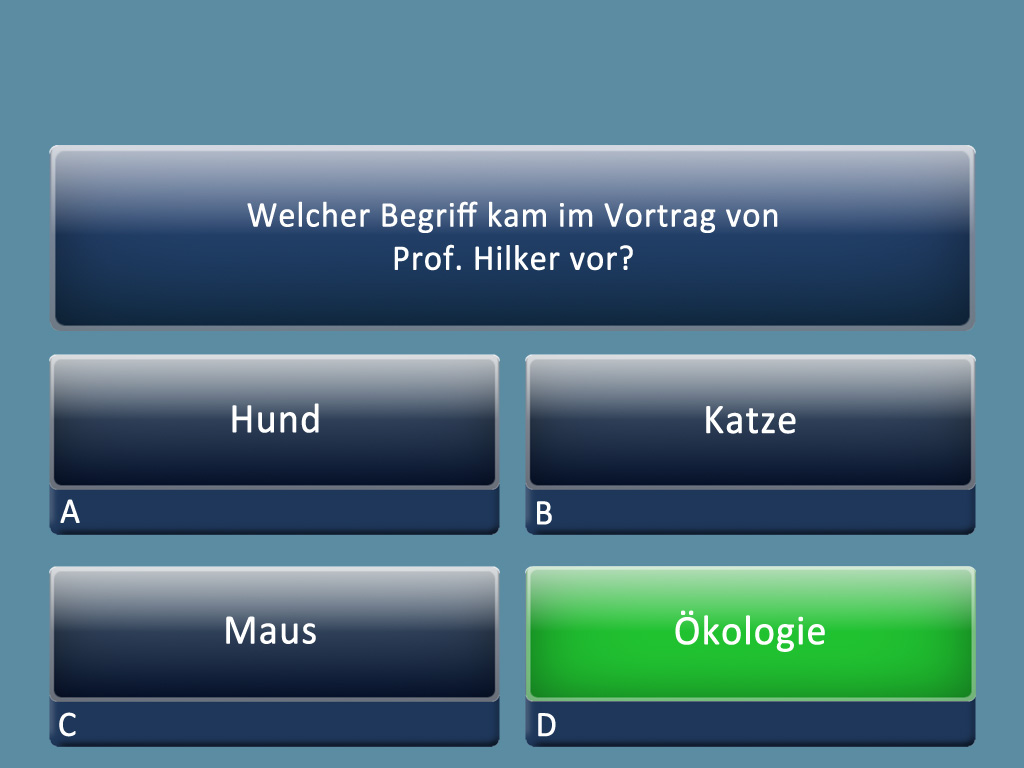 Welcher Begriff kam im Vortrag von
Prof. Hilker vor?
Hund
Katze
A
B
Maus
Ökologie
C
D